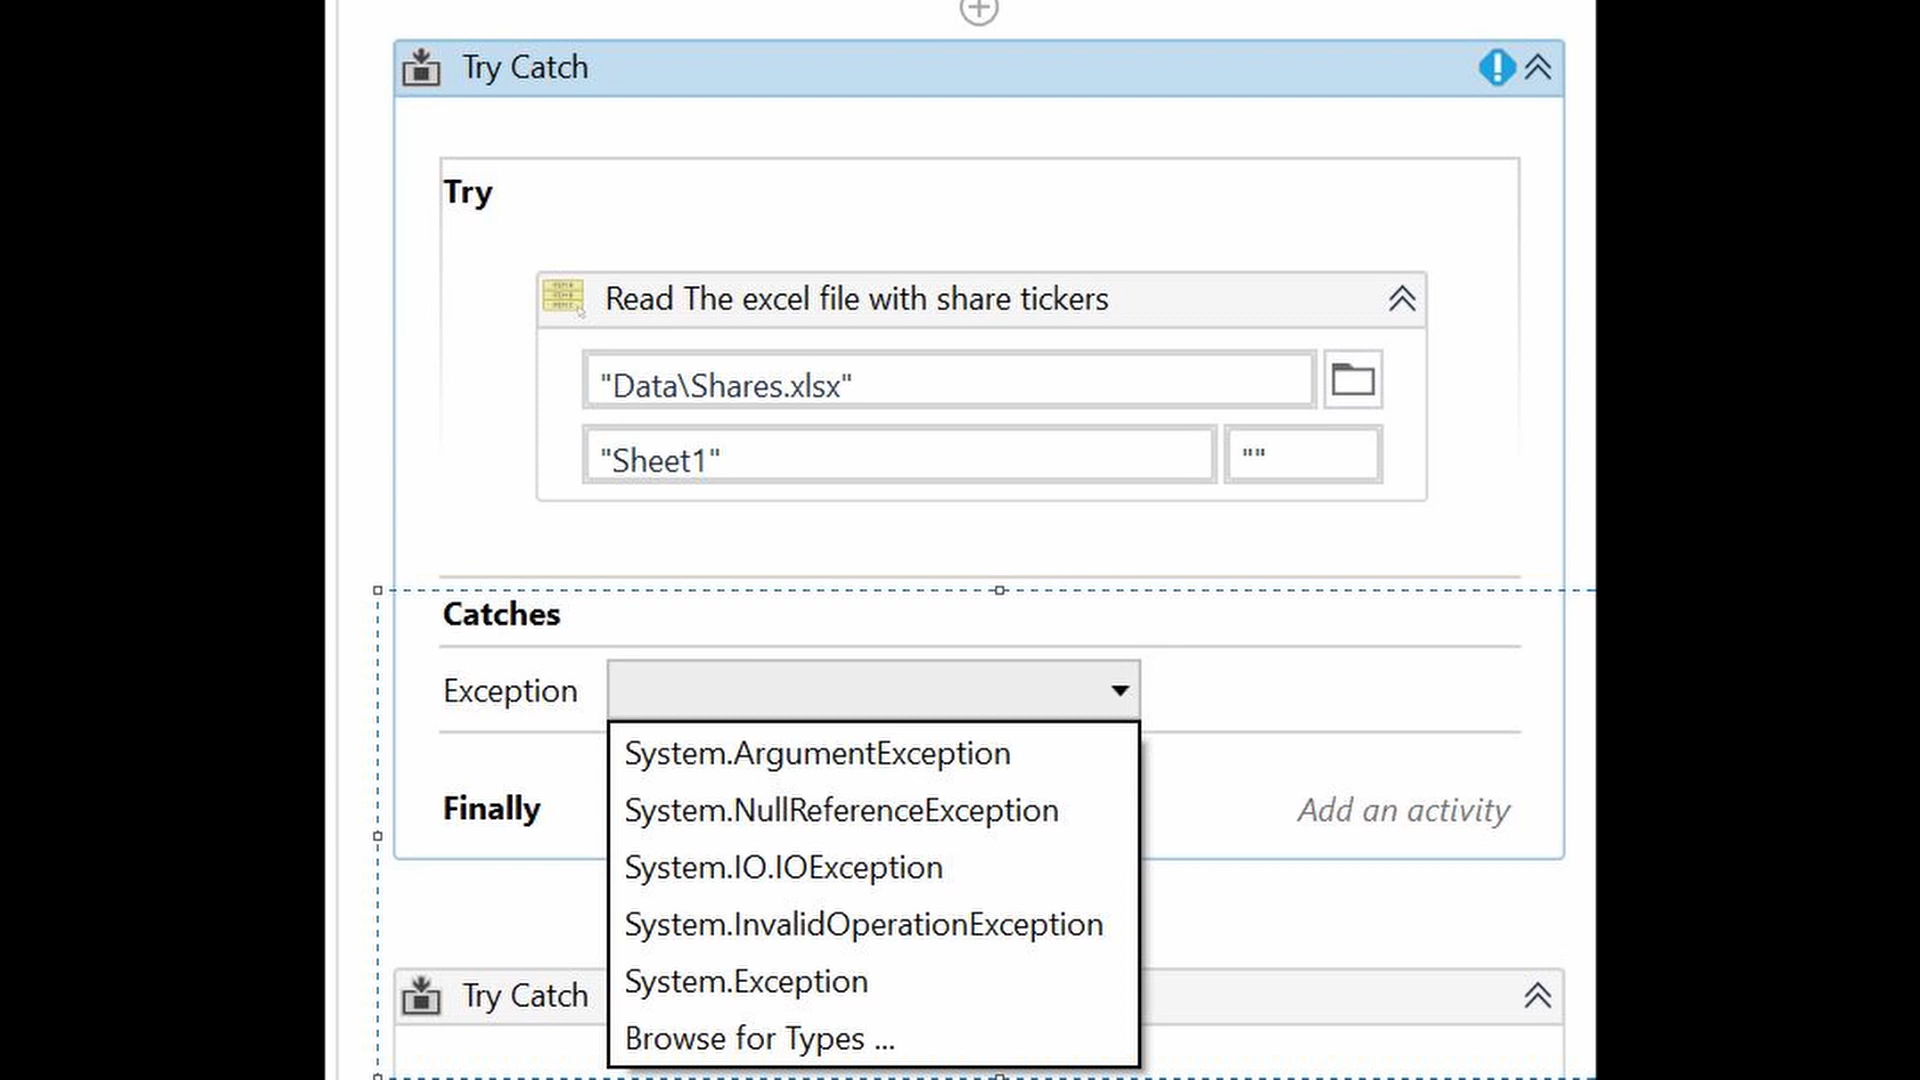 Try Catch
Try
Read The excel file with share tickers
"Data\Shares.xlsx"
"Sheet1" ""
Catches
Exception
System.ArgumentException
System.NullReferenceException
Finally
Add an activity
System.IO.IOException
System.InvalidOperationException
System.Exception
Try Catch
Browse for Types ...